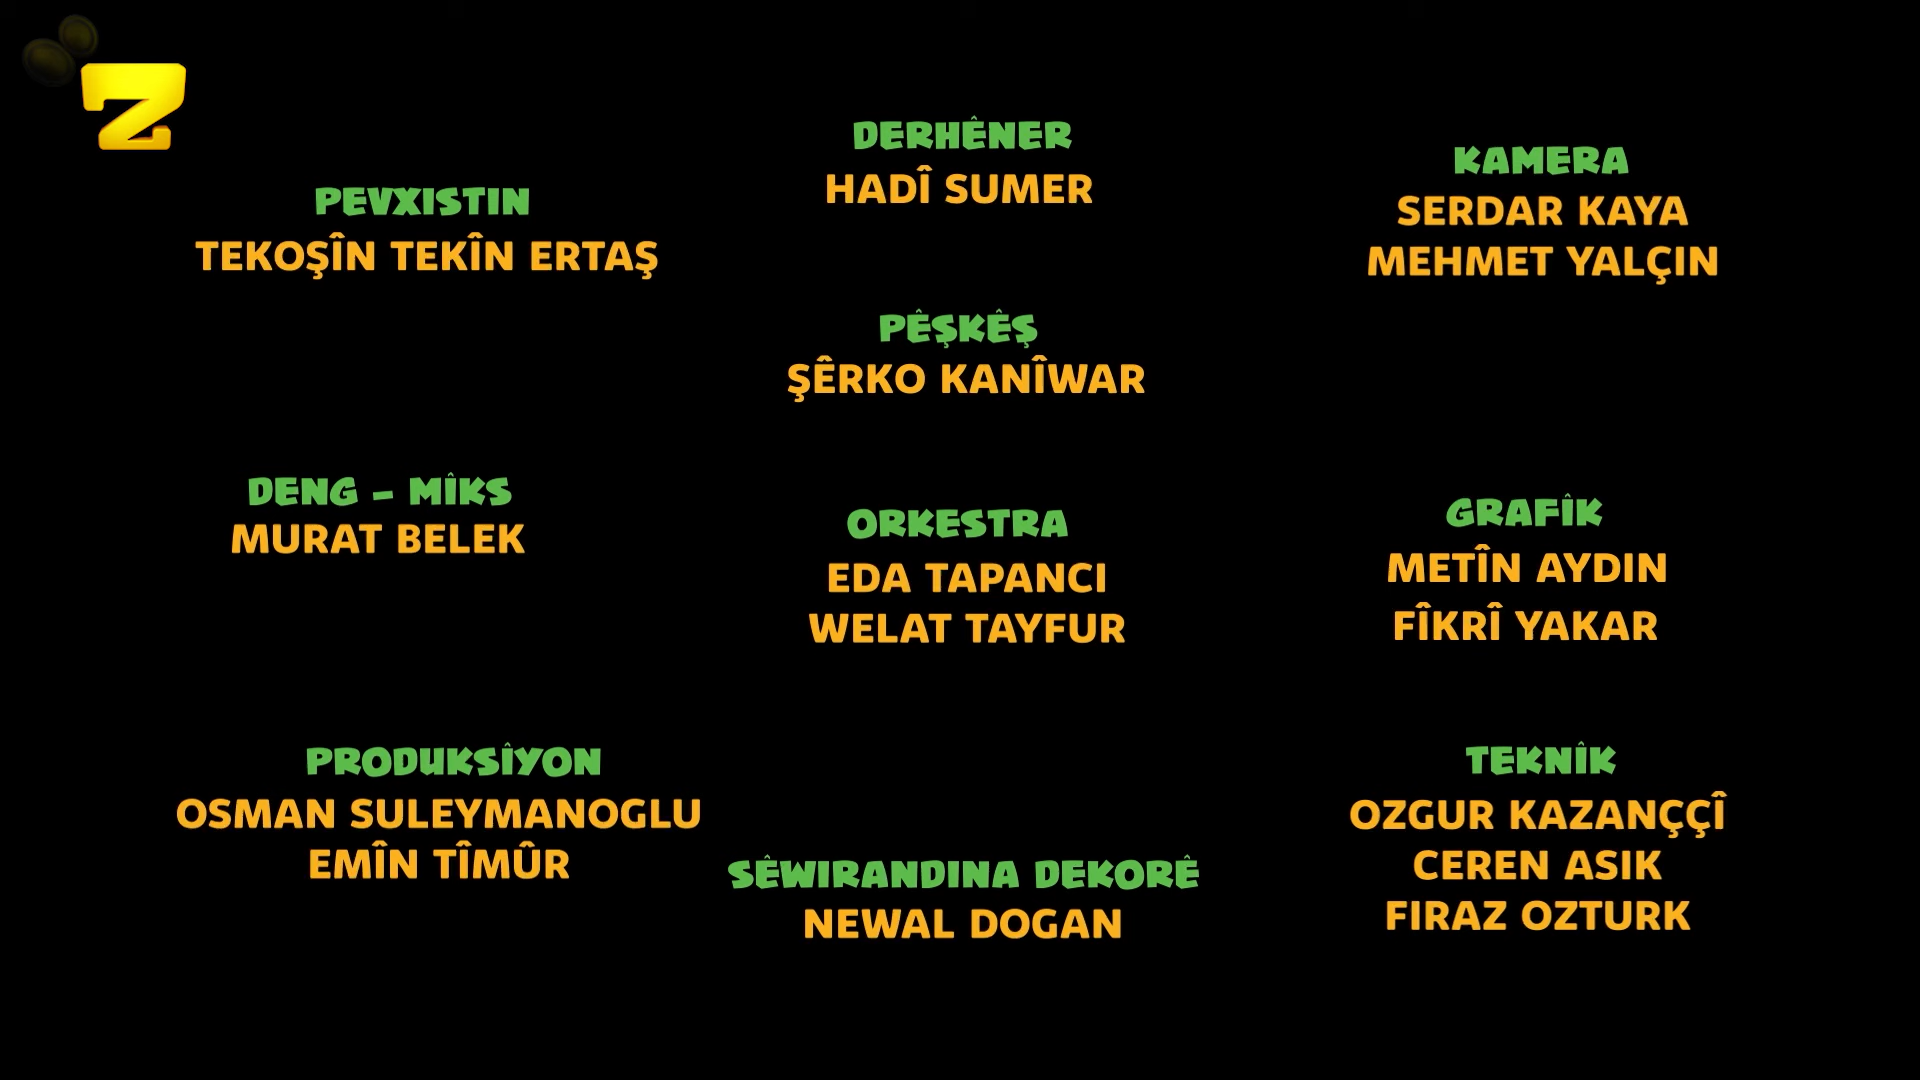 Z
PEVXISTIN
TEKOŞÎN TEKÎN ERTAŞ
DERHÊNER
HADÎ SUMER
KAMERA
SERDAR KAYA
MEHMET YALÇIN
PÊŞKÊŞ
ŞÊRKO KANÎWAR
DENG - MÎKS
MURAT BELEK
ORKESTRA
EDA TAPANCI
WELAT TAYFUR
GRAFÎK
METÎN AYDIN
FÎKRÎ YAKAR
PRODUKSÎYON
OSMAN SULEYMANOGLU
EMÎN TÎMÛR
SÊWIRANDINA DEKORÊ
NEWAL DOGAN
TEKNÎK
OZGUR KAZANÇÇÎ
CEREN ASIK
FIRAZ OZTURK